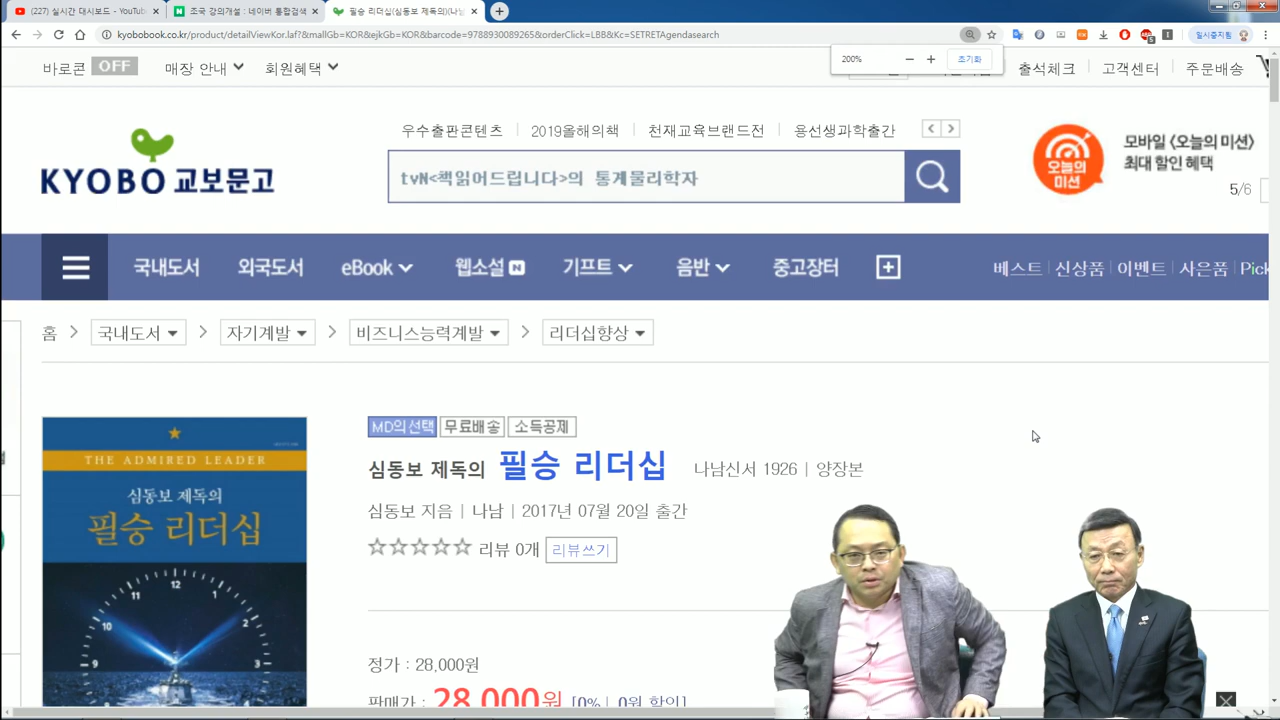 (227) 실시간 대시보드 - YouTub
조국 강의개설 : 네이버 통합검색
필승 리더십(심동보 제독의)(나남
kyobobook.co.kr/product/detailViewKor.laf?&mallGb=KOR&ejkGb=KOR&barcode=9788930089265&orderClick=LBB&Kc=SETRETAgendasearch
일시중지됨
200%
초기화
바로콘 OFF 매장 안내 회원혜택
출석체크 고객센터 주문배송
우수출판콘텐츠 2019올해의책 천재교육브랜드전 용선생과학출간
KYOBO 교보문고
tvN<책읽어드립니다>의 통계물리학자
오늘의
미션
모바일 <오늘의 미션>
최대 할인 혜택
5/6
국내도서 외국도서 eBook 웹소설 N 기프트 음반 중고장터
베스트 신상품 이벤트 사은품 Pick
홈 > 국내도서 > 자기계발 > 비즈니스능력계발 > 리더십향상
MD의선택 무료배송 소득공제
심동보 제독의 필승 리더십 나남신서 1926 | 양장본
심동보 지음 | 나남 | 2017년 07월 20일 출간
리뷰 0개 리뷰쓰기
정가 : 28,000원
판매가 : 28,000원 [0% | 0원 할인]
THE ADMIRED LEADER
심동보 제독의
필승 리더십
12
11
1
10
2
9
3